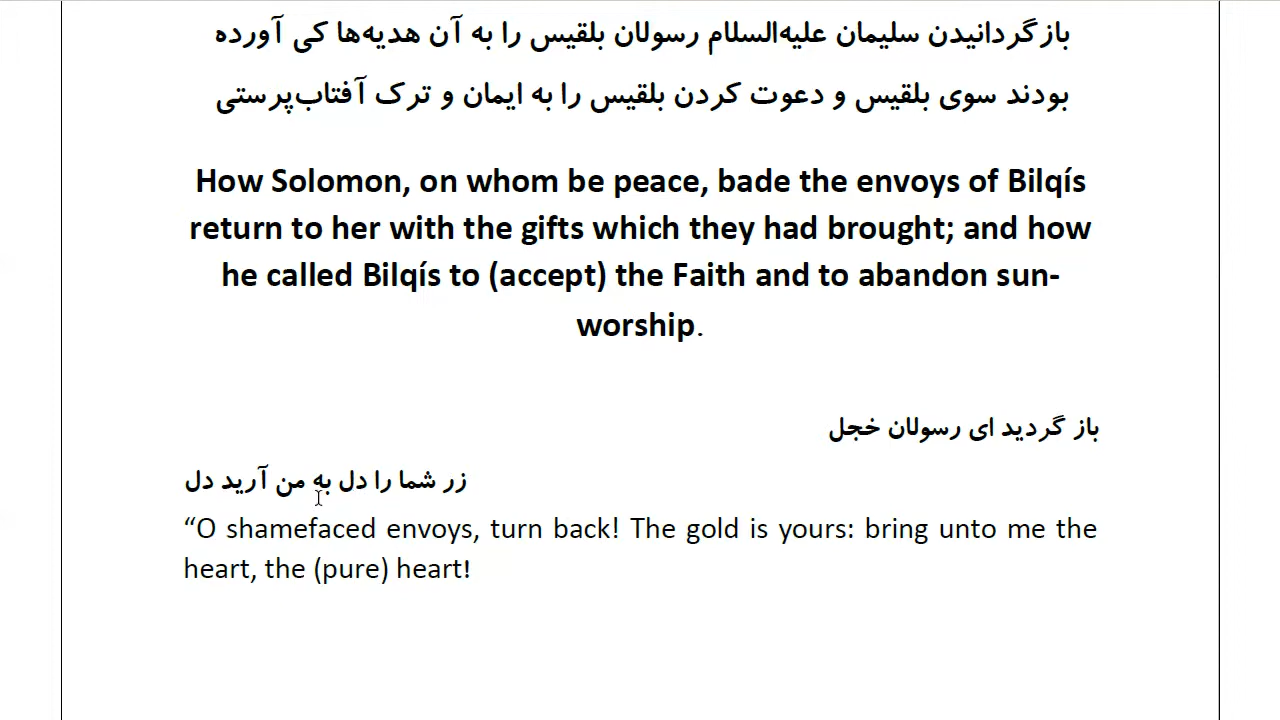 بازگردانیدن سلیمان علیه‌السلام رسولان بلقیس را به آن هدیه‌ها کی آورده
بودند سوی بلقیس و دعوت کردن بلقیس را به ایمان و ترک آفتاب‌پرستی
How Solomon, on whom be peace, bade the envoys of Bilqís
return to her with the gifts which they had brought; and how
he called Bilqís to (accept) the Faith and to abandon sun-
worship.
باز گردید ای رسولان خجل
زر شما را دل به من آرید دل
“O shamefaced envoys, turn back! The gold is yours: bring unto me the
heart, the (pure) heart!